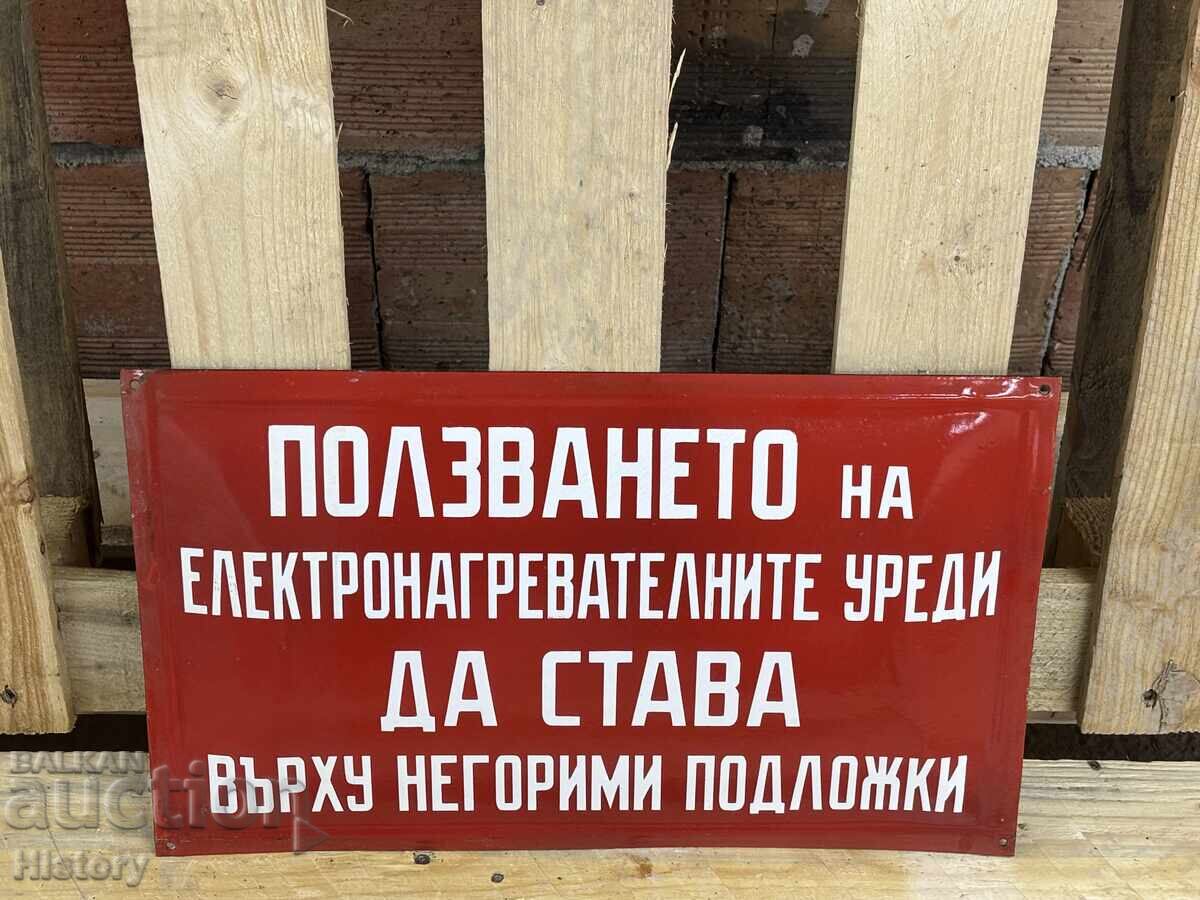 ПОЛЗВАНЕТО НА
ЕЛЕКТРОНАГРЕВАТЕЛНИТЕ УРЕДИ
ДА СТАВА
ВЪРХУ НЕГОРИМИ ПОДЛОЖКИ
BALKAN
auction
History